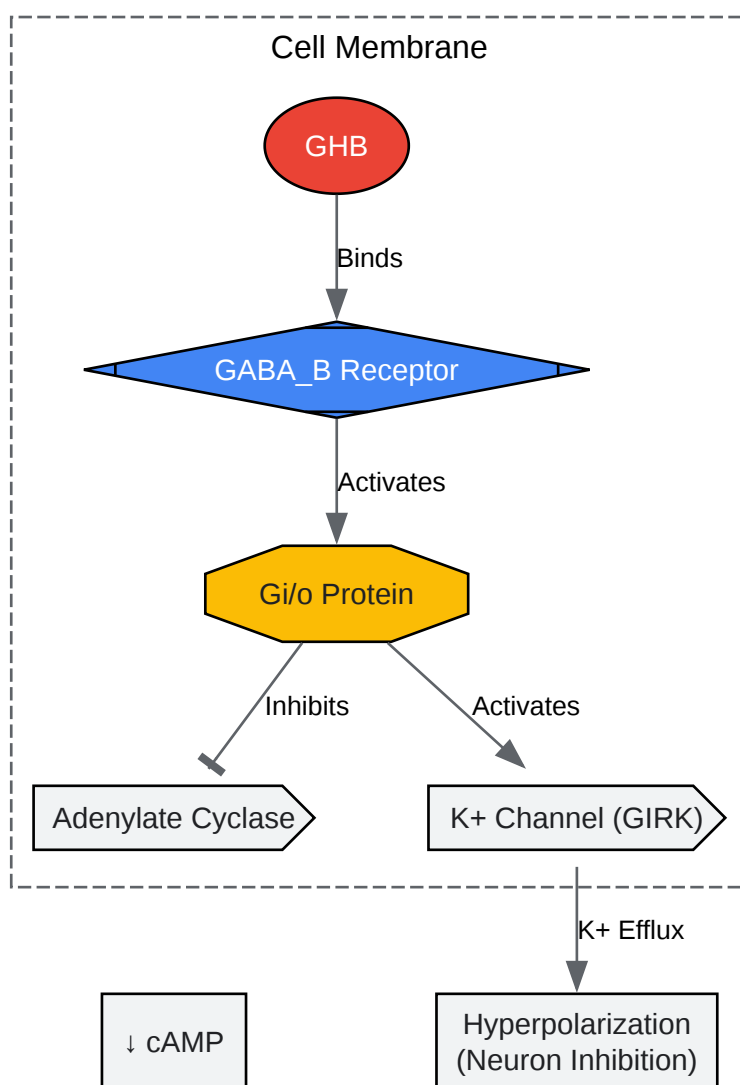 Cell Membrane
GHB
Binds
GABA_B Receptor
Activates
Gi/o Protein
Inhibits
Activates
Adenylate Cyclase
K+ Channel (GIRK)
K+ Efflux
↓ cAMP
Hyperpolarization
(Neuron Inhibition)